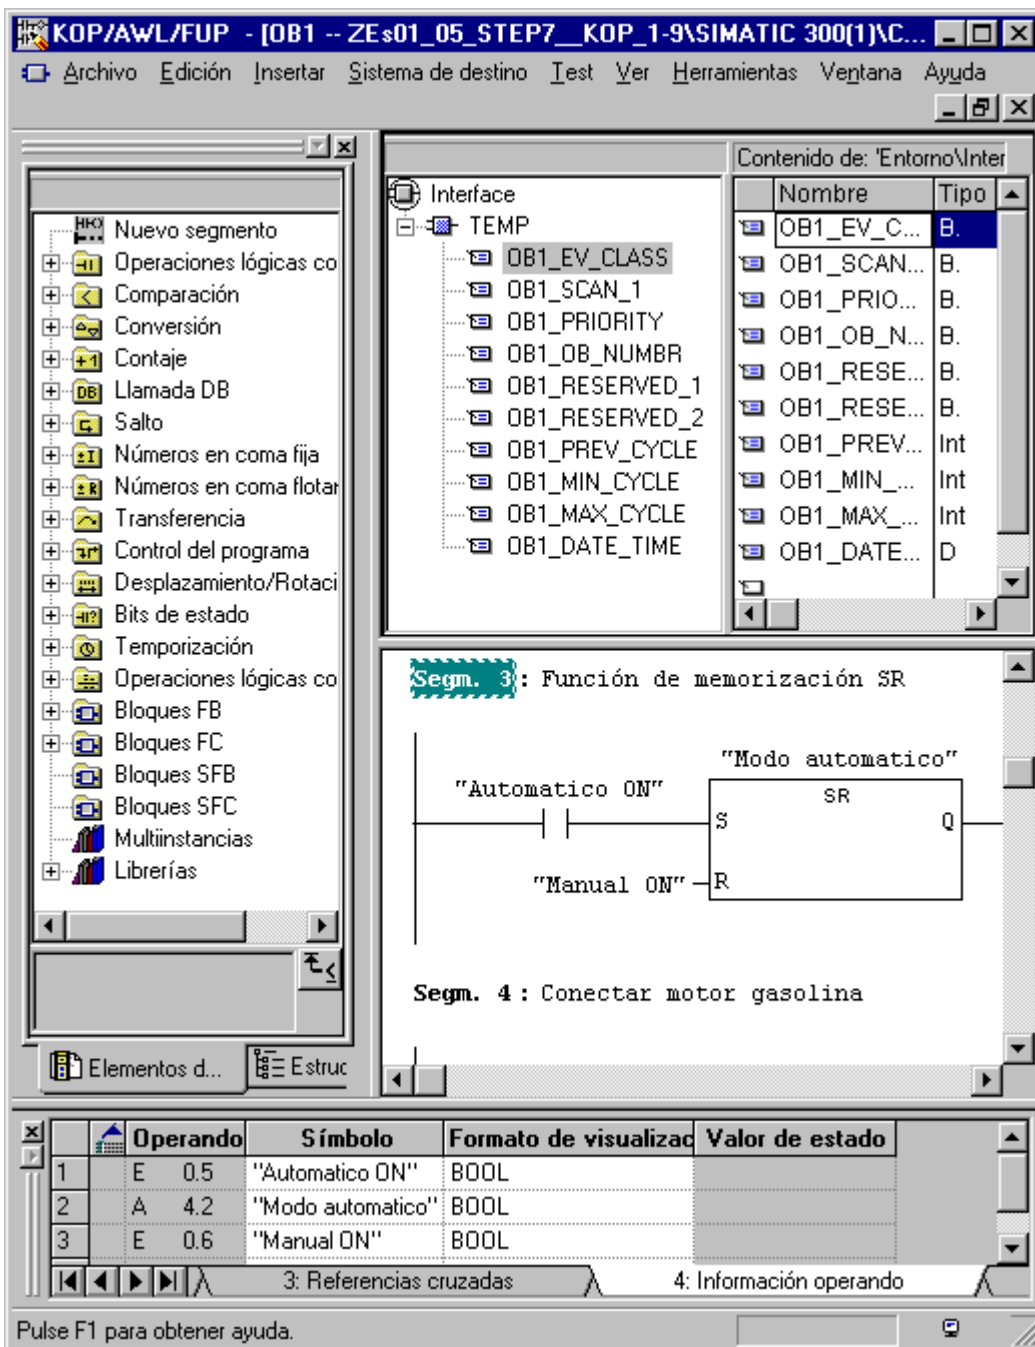 KOP/AWL/FUP - [OB1 -- ZEs01_05_STEP7__KOP_1-9\SIMATIC 300(1)\C...
Archivo Edición Insertar Sistema de destino Test Ver Herramientas Ventana Ayuda
Nuevo segmento
Operaciones lógicas co
Comparación
Conversión
Contaje
Llamada DB
Salto
Números en coma fija
Números en coma flotar
Transferencia
Control del programa
Desplazamiento/Rotaci
Bits de estado
Temporización
Operaciones lógicas co
Bloques FB
Bloques FC
Bloques SFB
Bloques SFC
Multiinstancias
Librerías
Elementos d... Estruc
Interface
TEMP
OB1_EV_CLASS
OB1_SCAN_1
OB1_PRIORITY
OB1_OB_NUMBR
OB1_RESERVED_1
OB1_RESERVED_2
OB1_PREV_CYCLE
OB1_MIN_CYCLE
OB1_MAX_CYCLE
OB1_DATE_TIME
Contenido de: 'Entorno\Inter
Nombre Tipo
OB1_EV_C... B.
OB1_SCAN... B.
OB1_PRIO... B.
OB1_OB_N... B.
OB1_RESE... B.
OB1_RESE... B.
OB1_PREV... Int
OB1_MIN_... Int
OB1_MAX_... Int
OB1_DATE... D
Segm. 3: Función de memorización SR
"Modo automatico"
"Automatico ON" SR
S Q
"Manual ON" R
Segm. 4 : Conectar motor gasolina
Operando Símbolo Formato de visualizac Valor de estado
1 E 0.5 "Automatico ON" BOOL
2 A 4.2 "Modo automatico" BOOL
3 E 0.6 "Manual ON" BOOL
3: Referencias cruzadas 4: Información operando
Pulse F1 para obtener ayuda.